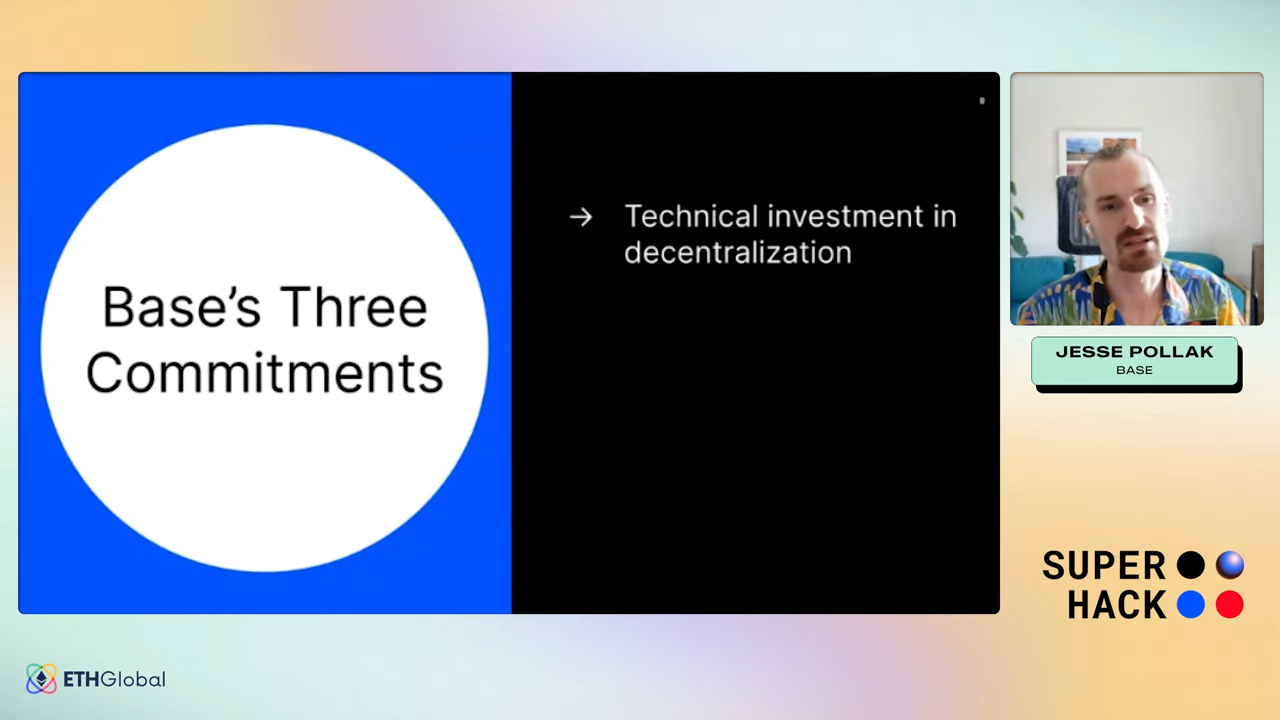 Base’s Three
Commitments
→ Technical investment in
decentralization
JESSE POLLAK
BASE
SUPER
HACK
ETHGlobal